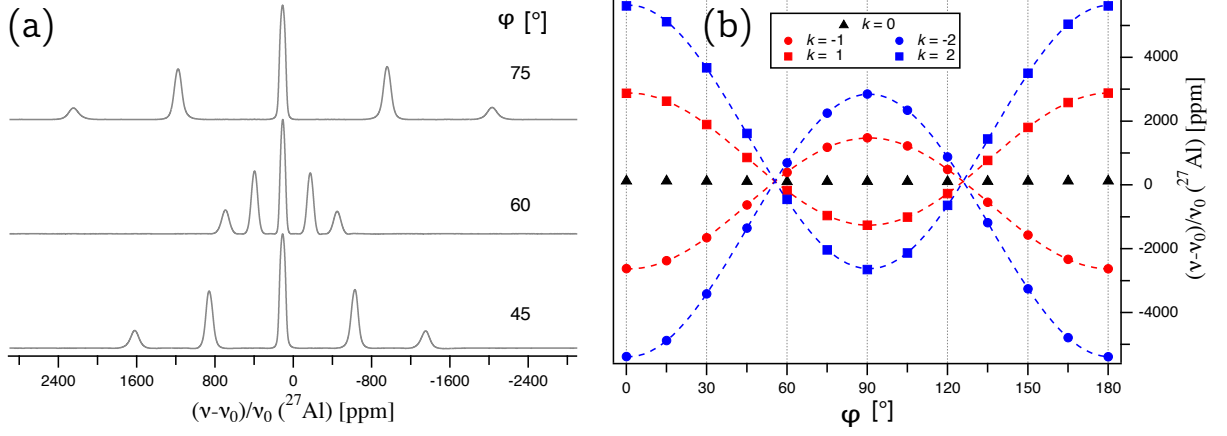 (a)
φ [°]
75
60
45
2400 1600 800 0 -800 -1600 -2400
(ν-ν₀)/ν₀ (²⁷Al) [ppm]
(b)
k = 0
k = -1 k = -2
k = 1 k = 2
4000
2000
0
-2000
-4000
(ν-ν₀)/ν₀ (²⁷Al) [ppm]
0 30 60 90 120 150 180
φ [°]